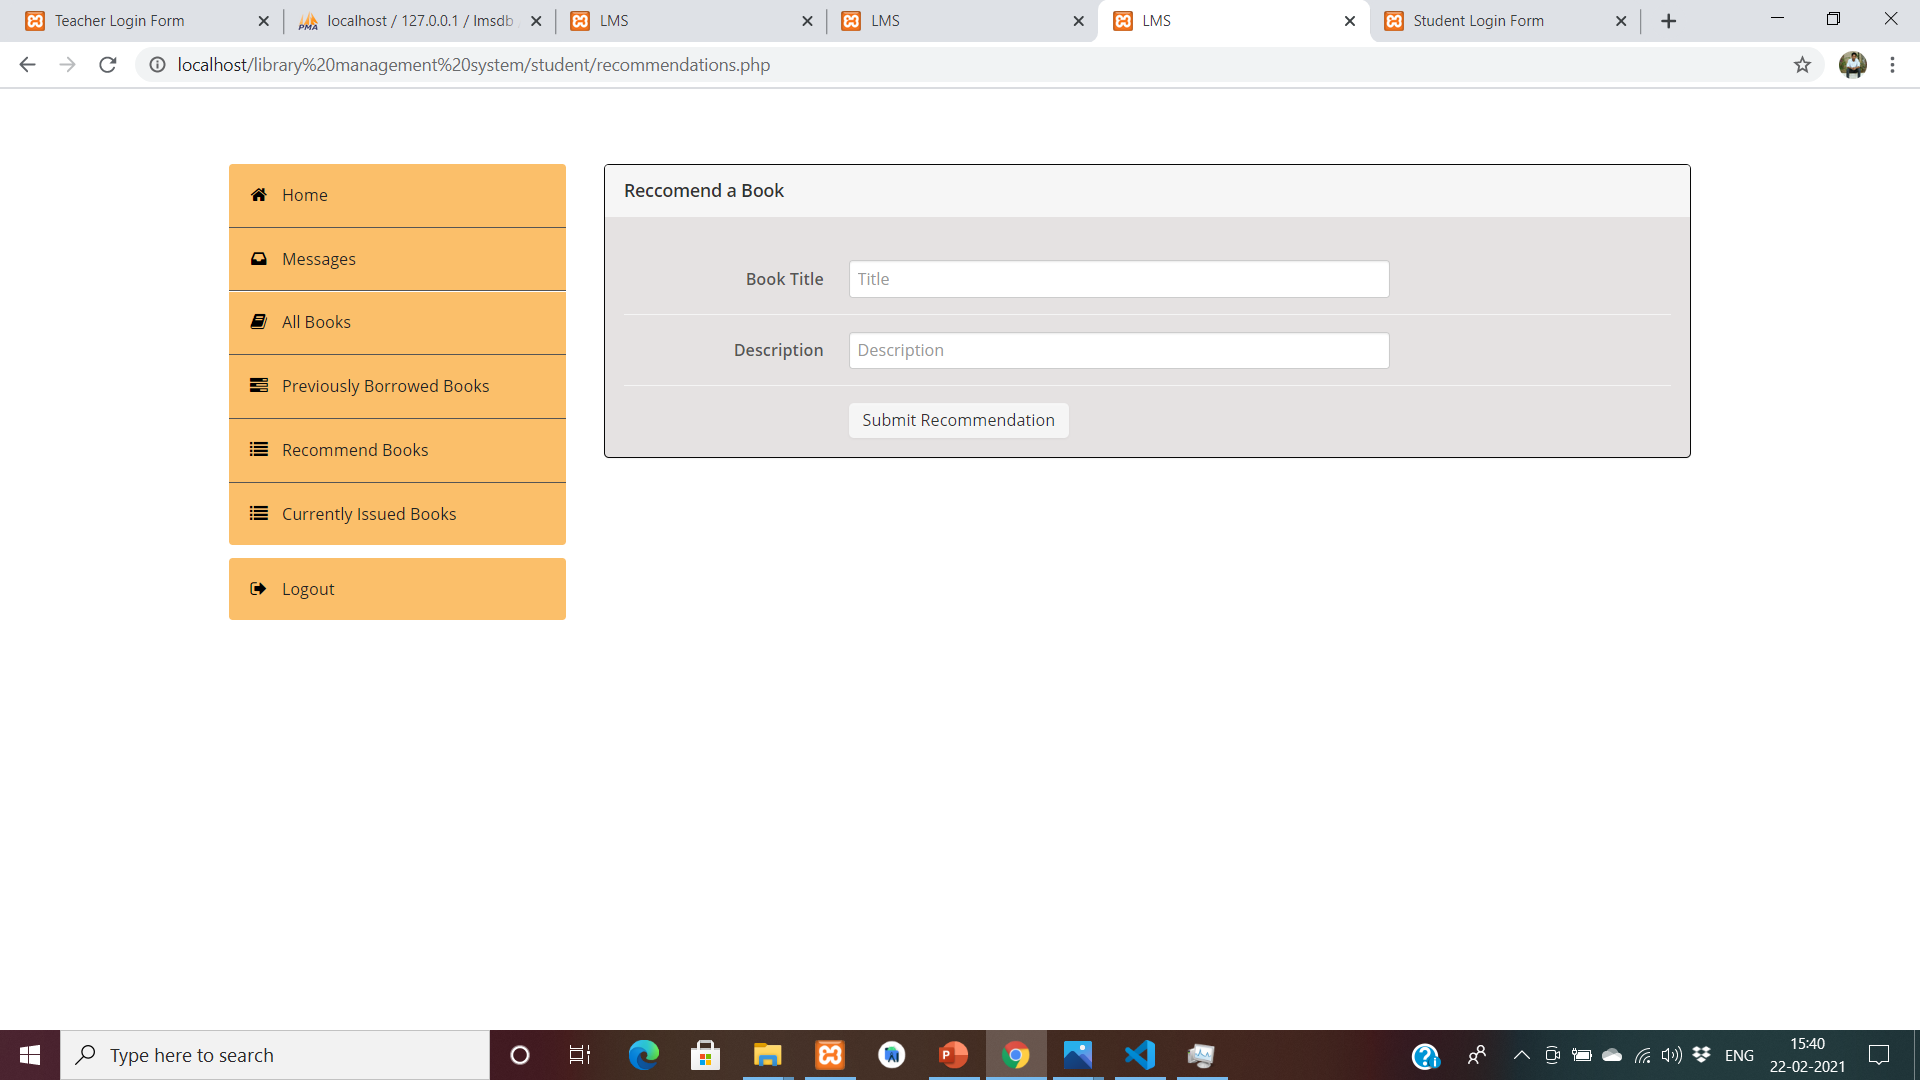 Teacher Login Form
localhost / 127.0.0.1 / lmsdb
LMS
LMS
LMS
Student Login Form
localhost/library%20management%20system/student/recommendations.php
Home
Messages
All Books
Previously Borrowed Books
Recommend Books
Currently Issued Books
Logout
Reccomend a Book
Book Title
Title
Description
Description
Submit Recommendation
Type here to search
ENG
15:40
22-02-2021